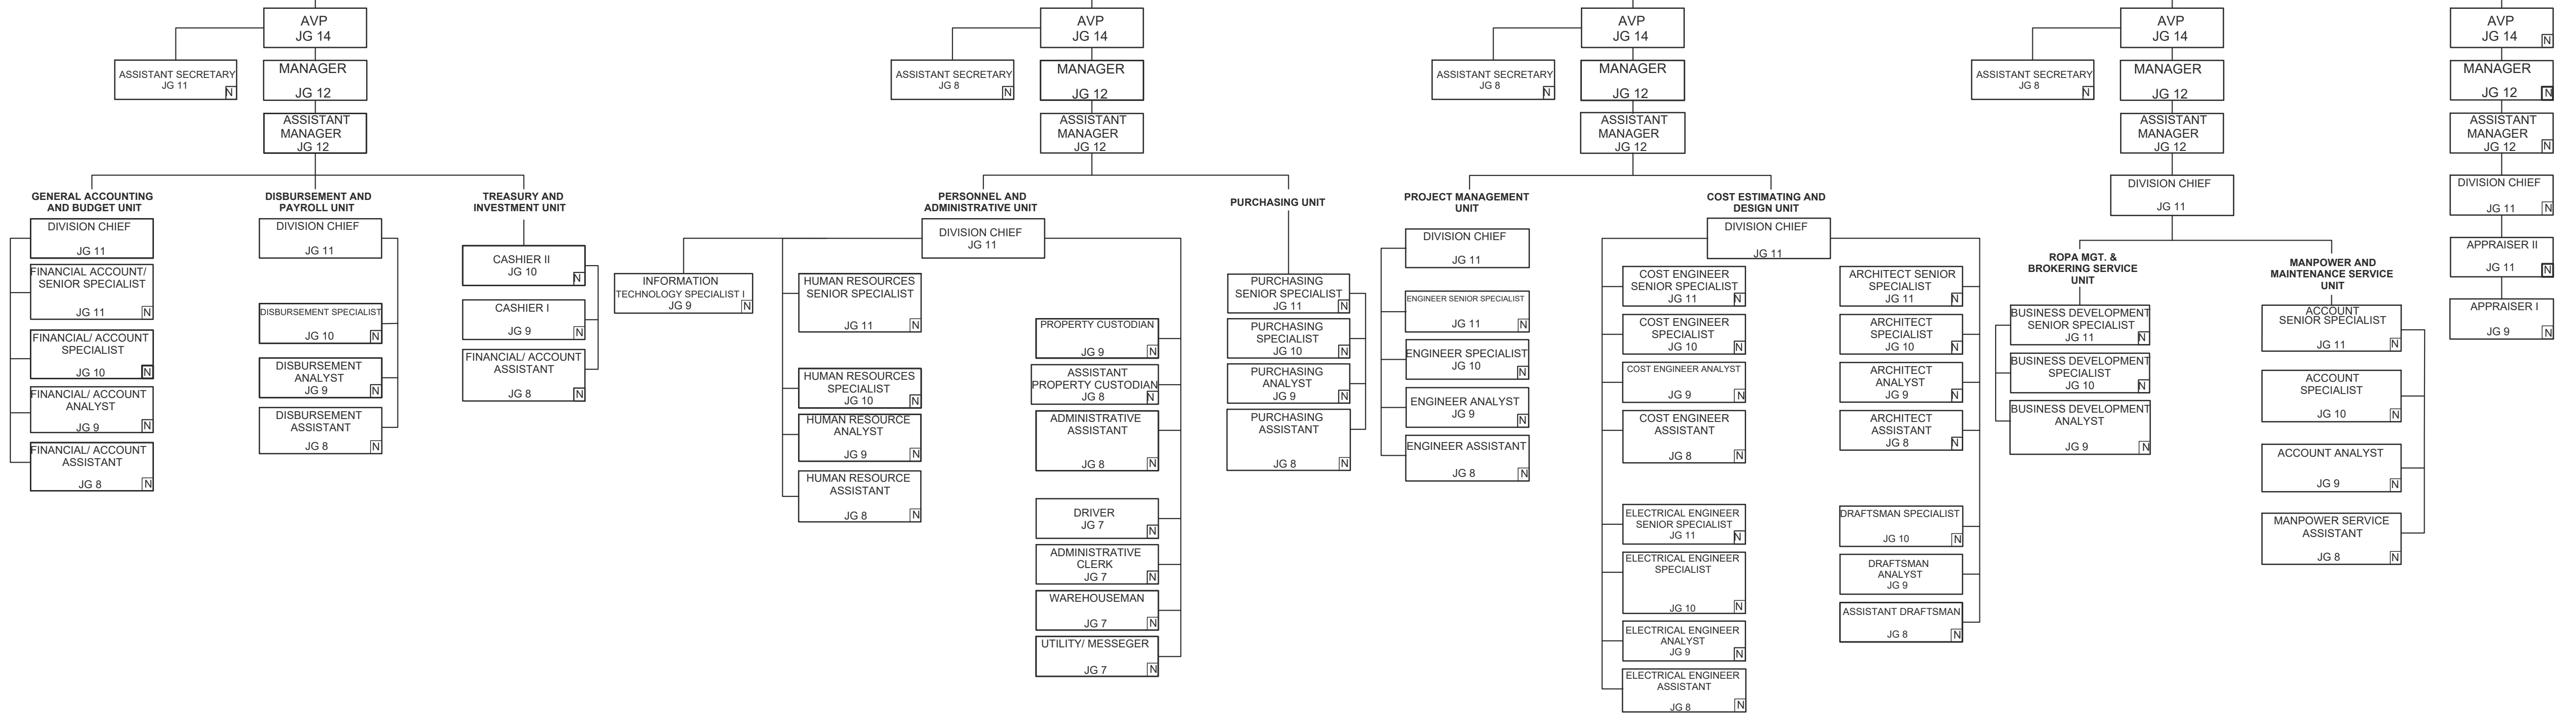 AVP
JG 14
ASSISTANT SECRETARY
JG 11
N
MANAGER
JG 12
ASSISTANT
MANAGER
JG 12
GENERAL ACCOUNTING
AND BUDGET UNIT
DIVISION CHIEF
JG 11
FINANCIAL ACCOUNT/
SENIOR SPECIALIST
JG 11
N
FINANCIAL/ ACCOUNT
SPECIALIST
JG 10
N
FINANCIAL/ ACCOUNT
ANALYST
JG 9
N
FINANCIAL/ ACCOUNT
ASSISTANT
JG 8
N
DISBURSEMENT AND
PAYROLL UNIT
DIVISION CHIEF
JG 11
DISBURSEMENT SPECIALIST
JG 10
N
DISBURSEMENT
ANALYST
JG 9
N
DISBURSEMENT
ASSISTANT
JG 8
N
TREASURY AND
INVESTMENT UNIT
CASHIER II
JG 10
N
CASHIER I
JG 9
N
FINANCIAL/ ACCOUNT
ASSISTANT
JG 8
N
AVP
JG 14
ASSISTANT SECRETARY
JG 8
N
MANAGER
JG 12
ASSISTANT
MANAGER
JG 12
PERSONNEL AND
ADMINISTRATIVE UNIT
DIVISION CHIEF
JG 11
INFORMATION
TECHNOLOGY SPECIALIST I
JG 9
N
HUMAN RESOURCES
SENIOR SPECIALIST
JG 11
N
HUMAN RESOURCES
SPECIALIST
JG 10
N
HUMAN RESOURCE
ANALYST
JG 9
N
HUMAN RESOURCE
ASSISTANT
JG 8
N
PROPERTY CUSTODIAN
JG 9
N
ASSISTANT
PROPERTY CUSTODIAN
JG 8
N
ADMINISTRATIVE
ASSISTANT
JG 8
N
DRIVER
JG 7
N
ADMINISTRATIVE
CLERK
JG 7
N
WAREHOUSEMAN
JG 7
N
UTILITY/ MESSEGER
JG 7
N
PURCHASING UNIT
PURCHASING
SENIOR SPECIALIST
JG 11
N
PURCHASING
SPECIALIST
JG 10
N
PURCHASING
ANALYST
JG 9
N
PURCHASING
ASSISTANT
JG 8
N
AVP
JG 14
ASSISTANT SECRETARY
JG 8
N
MANAGER
JG 12
ASSISTANT
MANAGER
JG 12
PROJECT MANAGEMENT
UNIT
DIVISION CHIEF
JG 11
ENGINEER SENIOR SPECIALIST
JG 11
N
ENGINEER SPECIALIST
JG 10
N
ENGINEER ANALYST
JG 9
N
ENGINEER ASSISTANT
JG 8
N
COST ESTIMATING AND
DESIGN UNIT
DIVISION CHIEF
JG 11
COST ENGINEER
SENIOR SPECIALIST
JG 11
N
COST ENGINEER
SPECIALIST
JG 10
N
COST ENGINEER ANALYST
JG 9
N
COST ENGINEER
ASSISTANT
JG 8
N
ELECTRICAL ENGINEER
SENIOR SPECIALIST
JG 11
N
ELECTRICAL ENGINEER
SPECIALIST
JG 10
N
ELECTRICAL ENGINEER
ANALYST
JG 9
N
ELECTRICAL ENGINEER
ASSISTANT
JG 8
N
ARCHITECT SENIOR
SPECIALIST
JG 11
N
ARCHITECT
SPECIALIST
JG 10
N
ARCHITECT
ANALYST
JG 9
N
ARCHITECT
ASSISTANT
JG 8
N
DRAFTSMAN SPECIALIST
JG 10
N
DRAFTSMAN
ANALYST
JG 9
N
ASSISTANT DRAFTSMAN
JG 8
N
AVP
JG 14
ASSISTANT SECRETARY
JG 8
N
MANAGER
JG 12
ASSISTANT
MANAGER
JG 12
DIVISION CHIEF
JG 11
ROPA MGT. &
BROKERING SERVICE
UNIT
BUSINESS DEVELOPMENT
SENIOR SPECIALIST
JG 11
N
BUSINESS DEVELOPMENT
SPECIALIST
JG 10
N
BUSINESS DEVELOPMENT
ANALYST
JG 9
N
MANPOWER AND
MAINTENANCE SERVICE
UNIT
ACCOUNT
SENIOR SPECIALIST
JG 11
N
ACCOUNT
SPECIALIST
JG 10
N
ACCOUNT ANALYST
JG 9
N
MANPOWER SERVICE
ASSISTANT
JG 8
N
AVP
JG 14
N
MANAGER
JG 12
N
ASSISTANT
MANAGER
JG 12
N
DIVISION CHIEF
JG 11
N
APPRAISER II
JG 11
N
APPRAISER I
JG 9
N